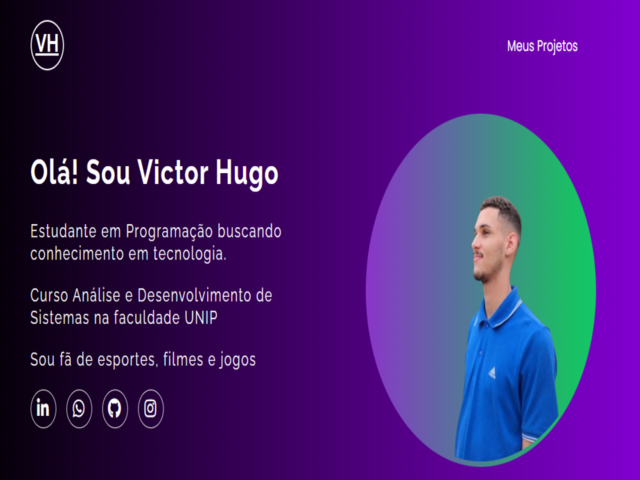 VH
Meus Projetos
Olá! Sou Victor Hugo
Estudante em Programação buscando
conhecimento em tecnologia.
Curso Análise e Desenvolvimento de
Sistemas na faculdade UNIP
Sou fã de esportes, filmes e jogos
in